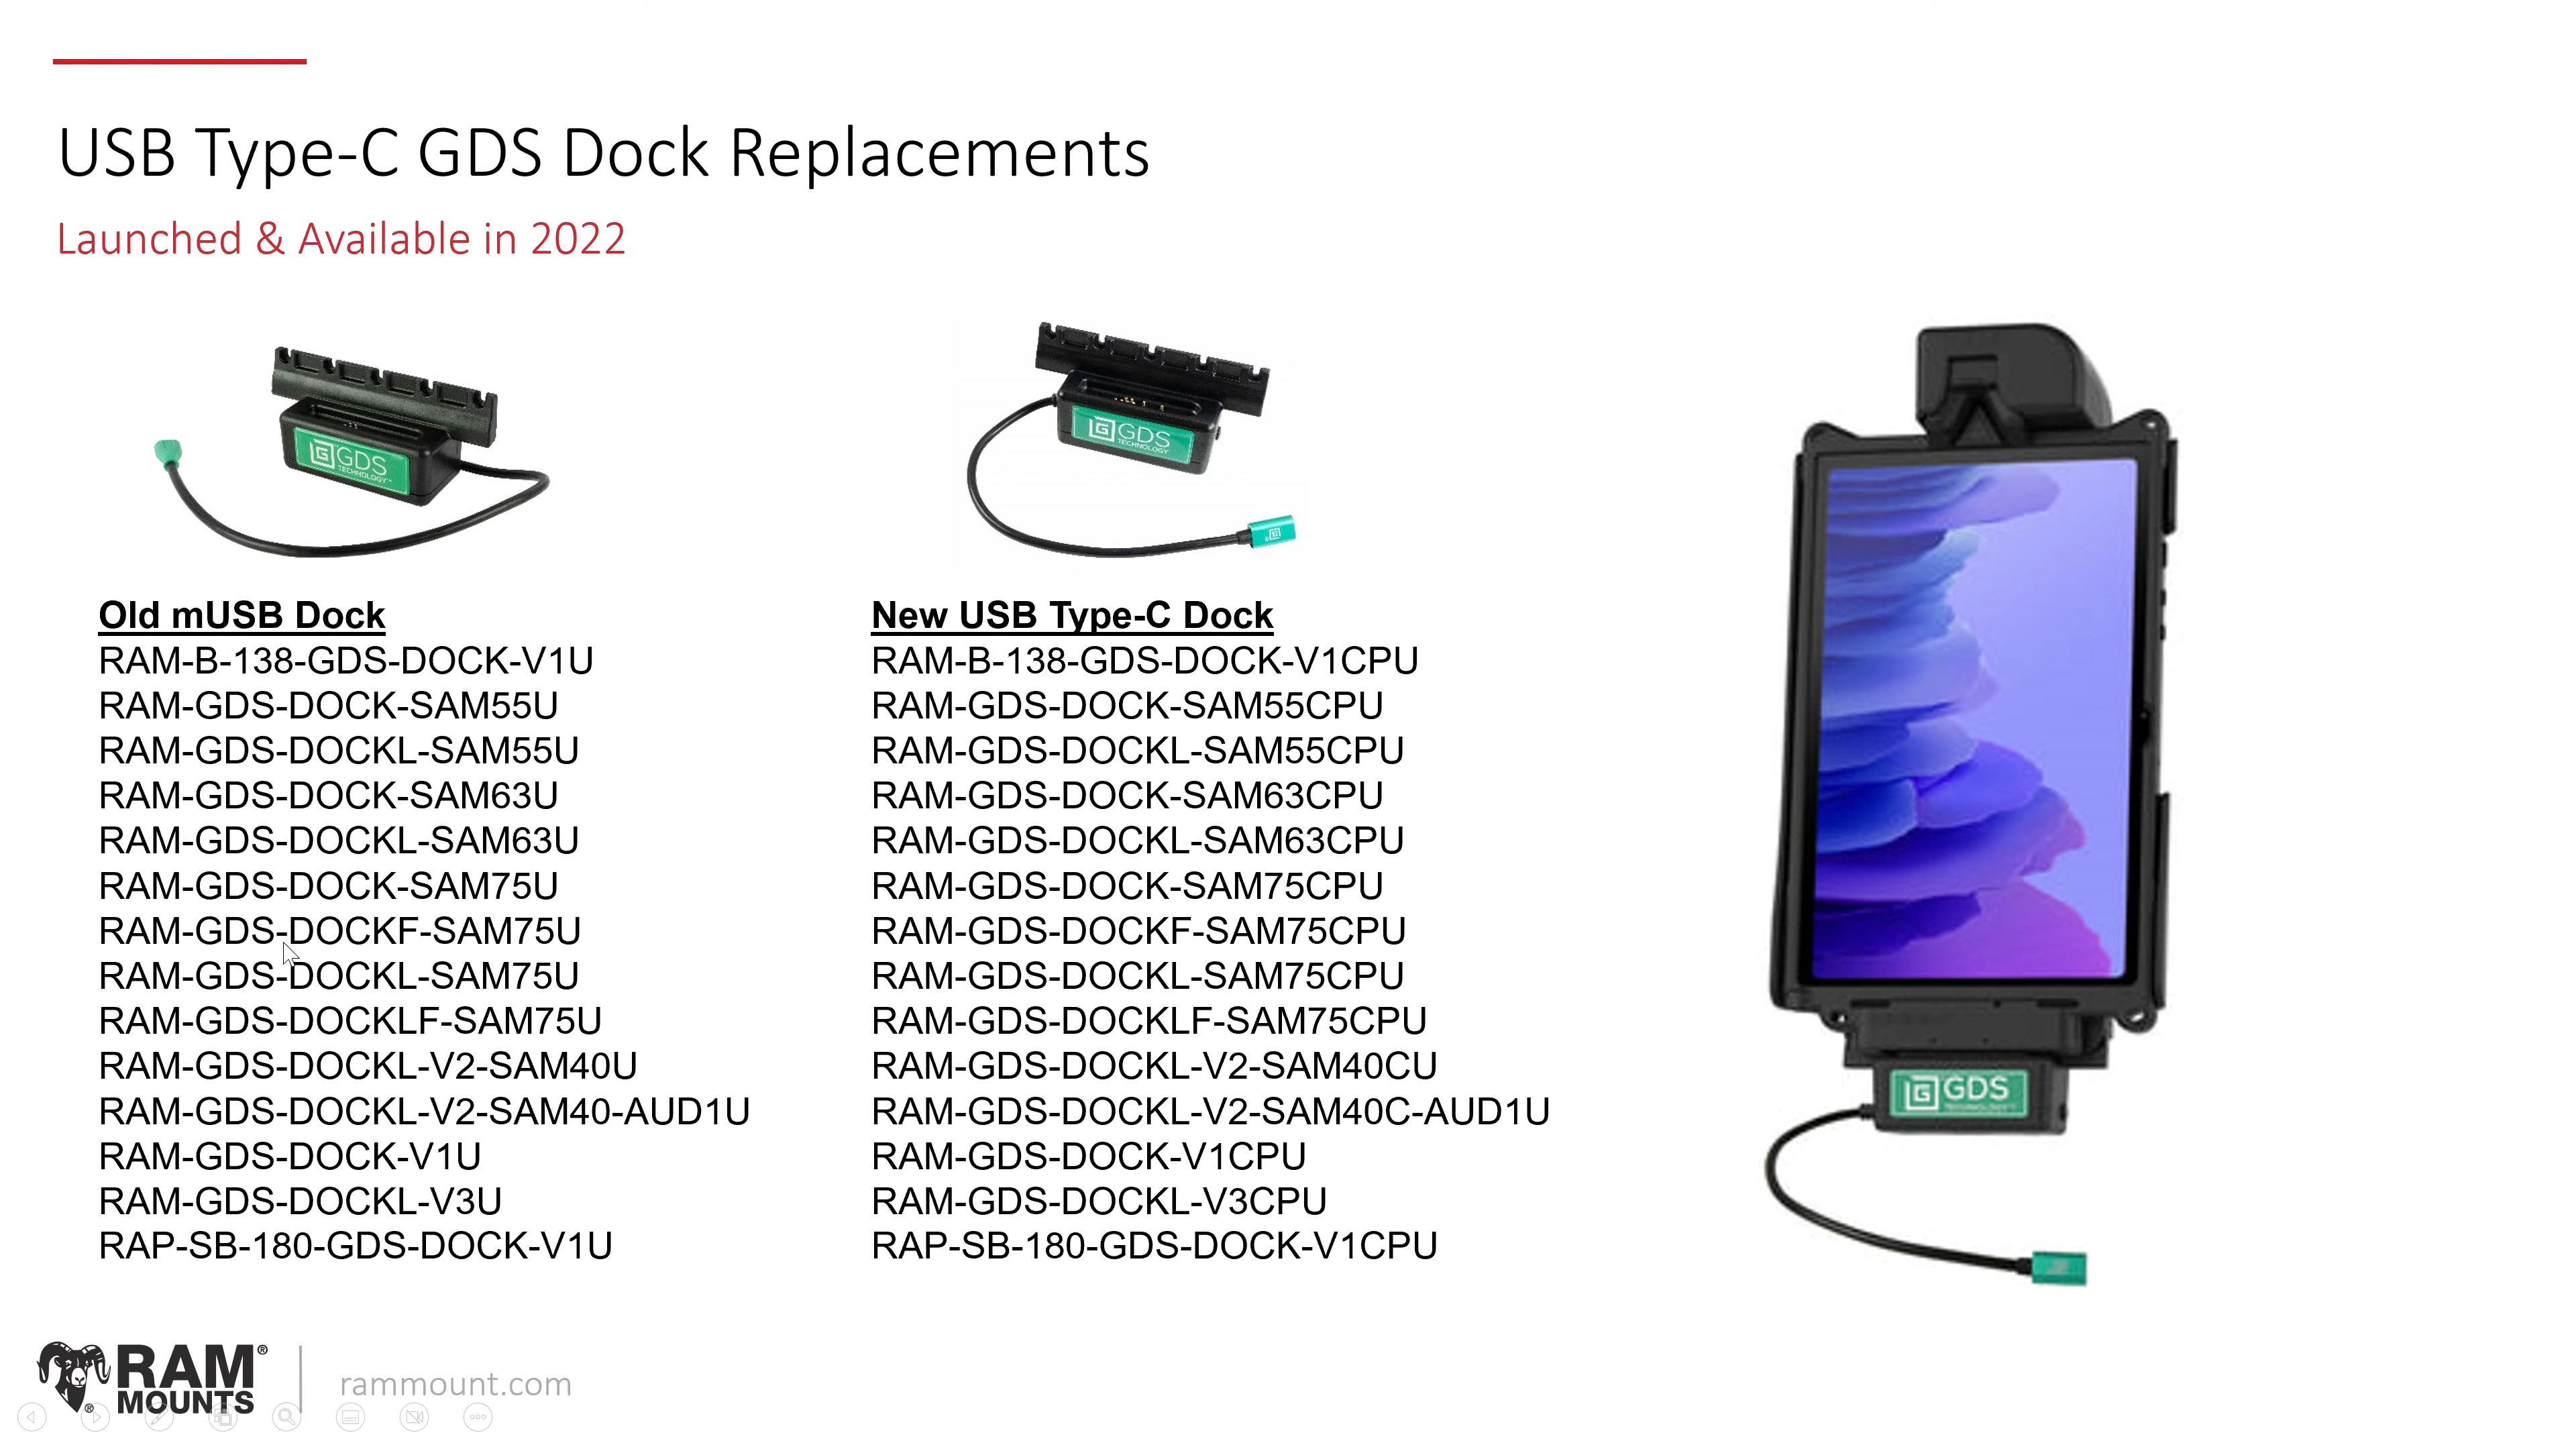 USB Type-C GDS Dock Replacements
Launched & Available in 2022
GDS
TECHNOLOGY
GDS
TECHNOLOGY
Old mUSB Dock
RAM-B-138-GDS-DOCK-V1U
RAM-GDS-DOCK-SAM55U
RAM-GDS-DOCKL-SAM55U
RAM-GDS-DOCK-SAM63U
RAM-GDS-DOCKL-SAM63U
RAM-GDS-DOCK-SAM75U
RAM-GDS-DOCKF-SAM75U
RAM-GDS-DOCKL-SAM75U
RAM-GDS-DOCKLF-SAM75U
RAM-GDS-DOCKL-V2-SAM40U
RAM-GDS-DOCKL-V2-SAM40-AUD1U
RAM-GDS-DOCK-V1U
RAM-GDS-DOCKL-V3U
RAP-SB-180-GDS-DOCK-V1U
New USB Type-C Dock
RAM-B-138-GDS-DOCK-V1CPU
RAM-GDS-DOCK-SAM55CPU
RAM-GDS-DOCKL-SAM55CPU
RAM-GDS-DOCK-SAM63CPU
RAM-GDS-DOCKL-SAM63CPU
RAM-GDS-DOCK-SAM75CPU
RAM-GDS-DOCKF-SAM75CPU
RAM-GDS-DOCKL-SAM75CPU
RAM-GDS-DOCKLF-SAM75CPU
RAM-GDS-DOCKL-V2-SAM40CU
RAM-GDS-DOCKL-V2-SAM40C-AUD1U
RAM-GDS-DOCK-V1CPU
RAM-GDS-DOCKL-V3CPU
RAP-SB-180-GDS-DOCK-V1CPU
GDS
TECHNOLOGY
RAM®
MOUNTS
rammount.com